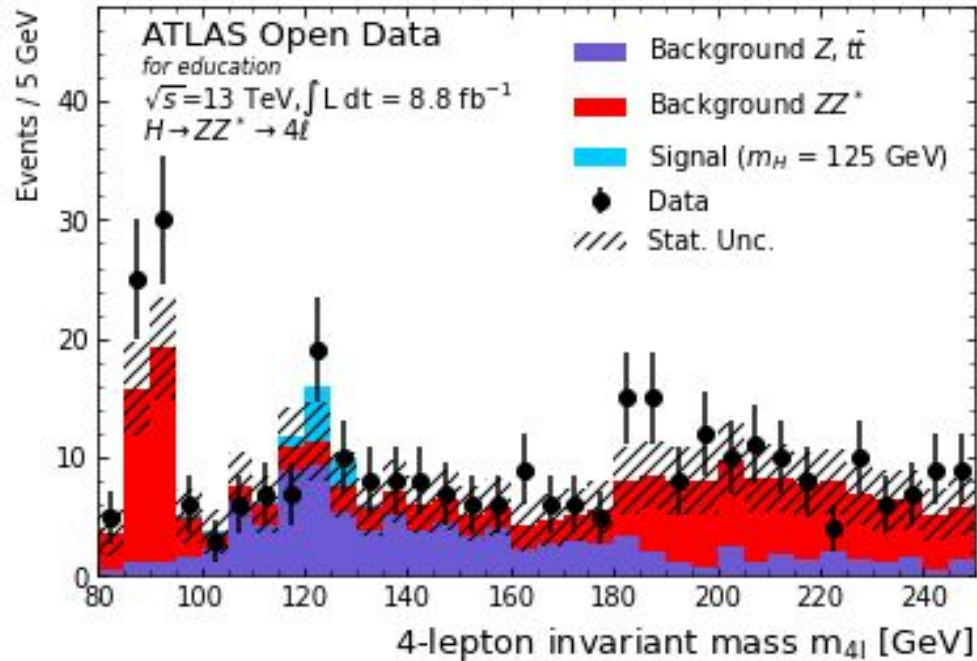 ATLAS Open Data
for education
√s=13 TeV,∫L dt = 8.8 fb⁻¹
H→ZZ*→4ℓ
Background Z, tt̄
Background ZZ*
Signal (m_H = 125 GeV)
Data
Stat. Unc.
Events / 5 GeV
40
30
20
10
0
80 100 120 140 160 180 200 220 240
4-lepton invariant mass m_4l [GeV]